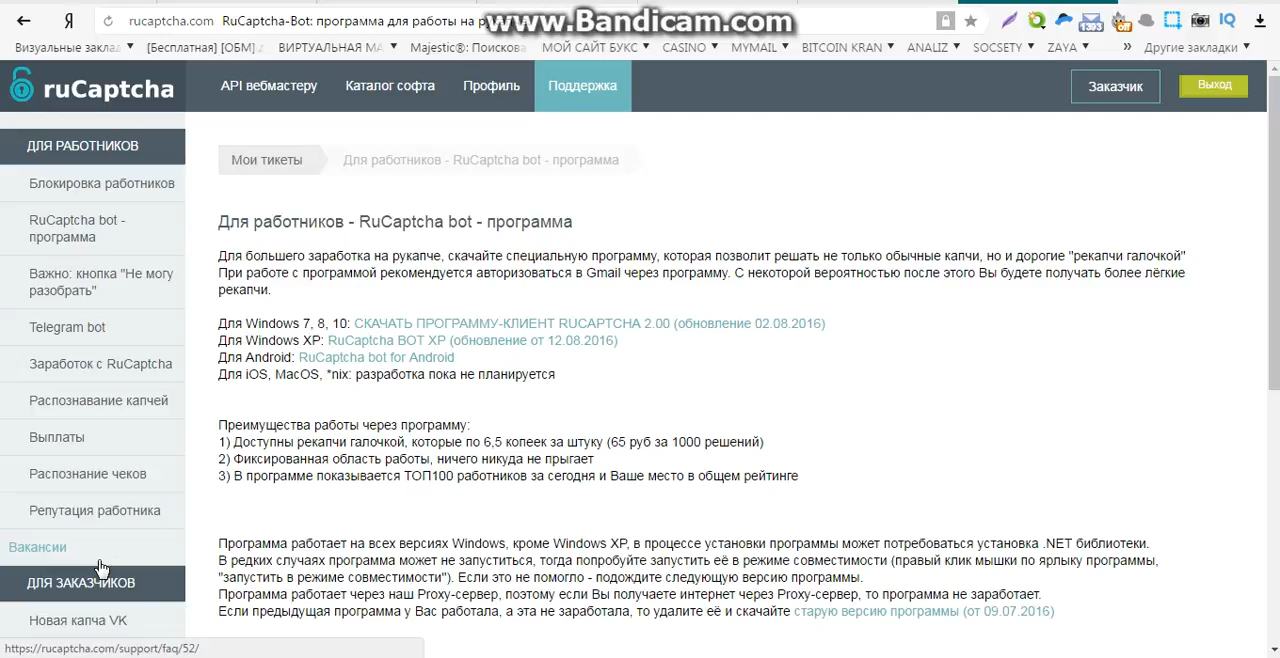 rucaptcha.com RuCaptcha-Bot: программа для работы на
www.Bandicam.com
1393
off
IQ
Визуальные заклад
[Бесплатная] [ОБМ]
ВИРТУАЛЬНАЯ МА
Majestic®: Поискова
МОЙ САЙТ БУКС
CASINO
MYMAIL
BITCOIN KRAN
ANALIZ
SOCSETY
ZAYA
»
Другие закладки
ruCaptcha
API вебмастеру
Каталог софта
Профиль
Поддержка
Заказчик
Выход
ДЛЯ РАБОТНИКОВ
Блокировка работников
RuCaptcha bot -
программа
Важно: кнопка "Не могу
разобрать"
Telegram bot
Заработок с RuCaptcha
Распознавание капчей
Выплаты
Распознание чеков
Репутация работника
Вакансии
ДЛЯ ЗАКАЗЧИКОВ
Новая капча VK
https://rucaptcha.com/support/faq/52/
Мои тикеты
Для работников - RuCaptcha bot - программа
Для работников - RuCaptcha bot - программа
Для большего заработка на рукапче, скачайте специальную программу, которая позволит решать не только обычные капчи, но и дорогие "рекапчи галочкой"
При работе с программой рекомендуется авторизоваться в Gmail через программу. С некоторой вероятностью после этого Вы будете получать более лёгкие
рекапчи.
Для Windows 7, 8, 10: СКАЧАТЬ ПРОГРАММУ-КЛИЕНТ RUCAPTCHA 2.00 (обновление 02.08.2016)
Для Windows XP: RuCaptcha BOT XP (обновление от 12.08.2016)
Для Android: RuCaptcha bot for Android
Для iOS, MacOS, *nix: разработка пока не планируется
Преимущества работы через программу:
1) Доступны рекапчи галочкой, которые по 6,5 копеек за штуку (65 руб за 1000 решений)
2) Фиксированная область работы, ничего никуда не прыгает
3) В программе показывается ТОП100 работников за сегодня и Ваше место в общем рейтинге
Программа работает на всех версиях Windows, кроме Windows XP, в процессе установки программы может потребоваться установка .NET библиотеки.
В редких случаях программа может не запуститься, тогда попробуйте запустить её в режиме совместимости (правый клик мышки по ярлыку программы,
"запустить в режиме совместимости"). Если это не помогло - подождите следующую версию программы.
Программа работает через наш Proxy-сервер, поэтому если Вы получаете интернет через Proxy-сервер, то программа не заработает.
Если предыдущая программа у Вас работала, а эта не заработала, то удалите её и скачайте старую версию программы (от 09.07.2016)